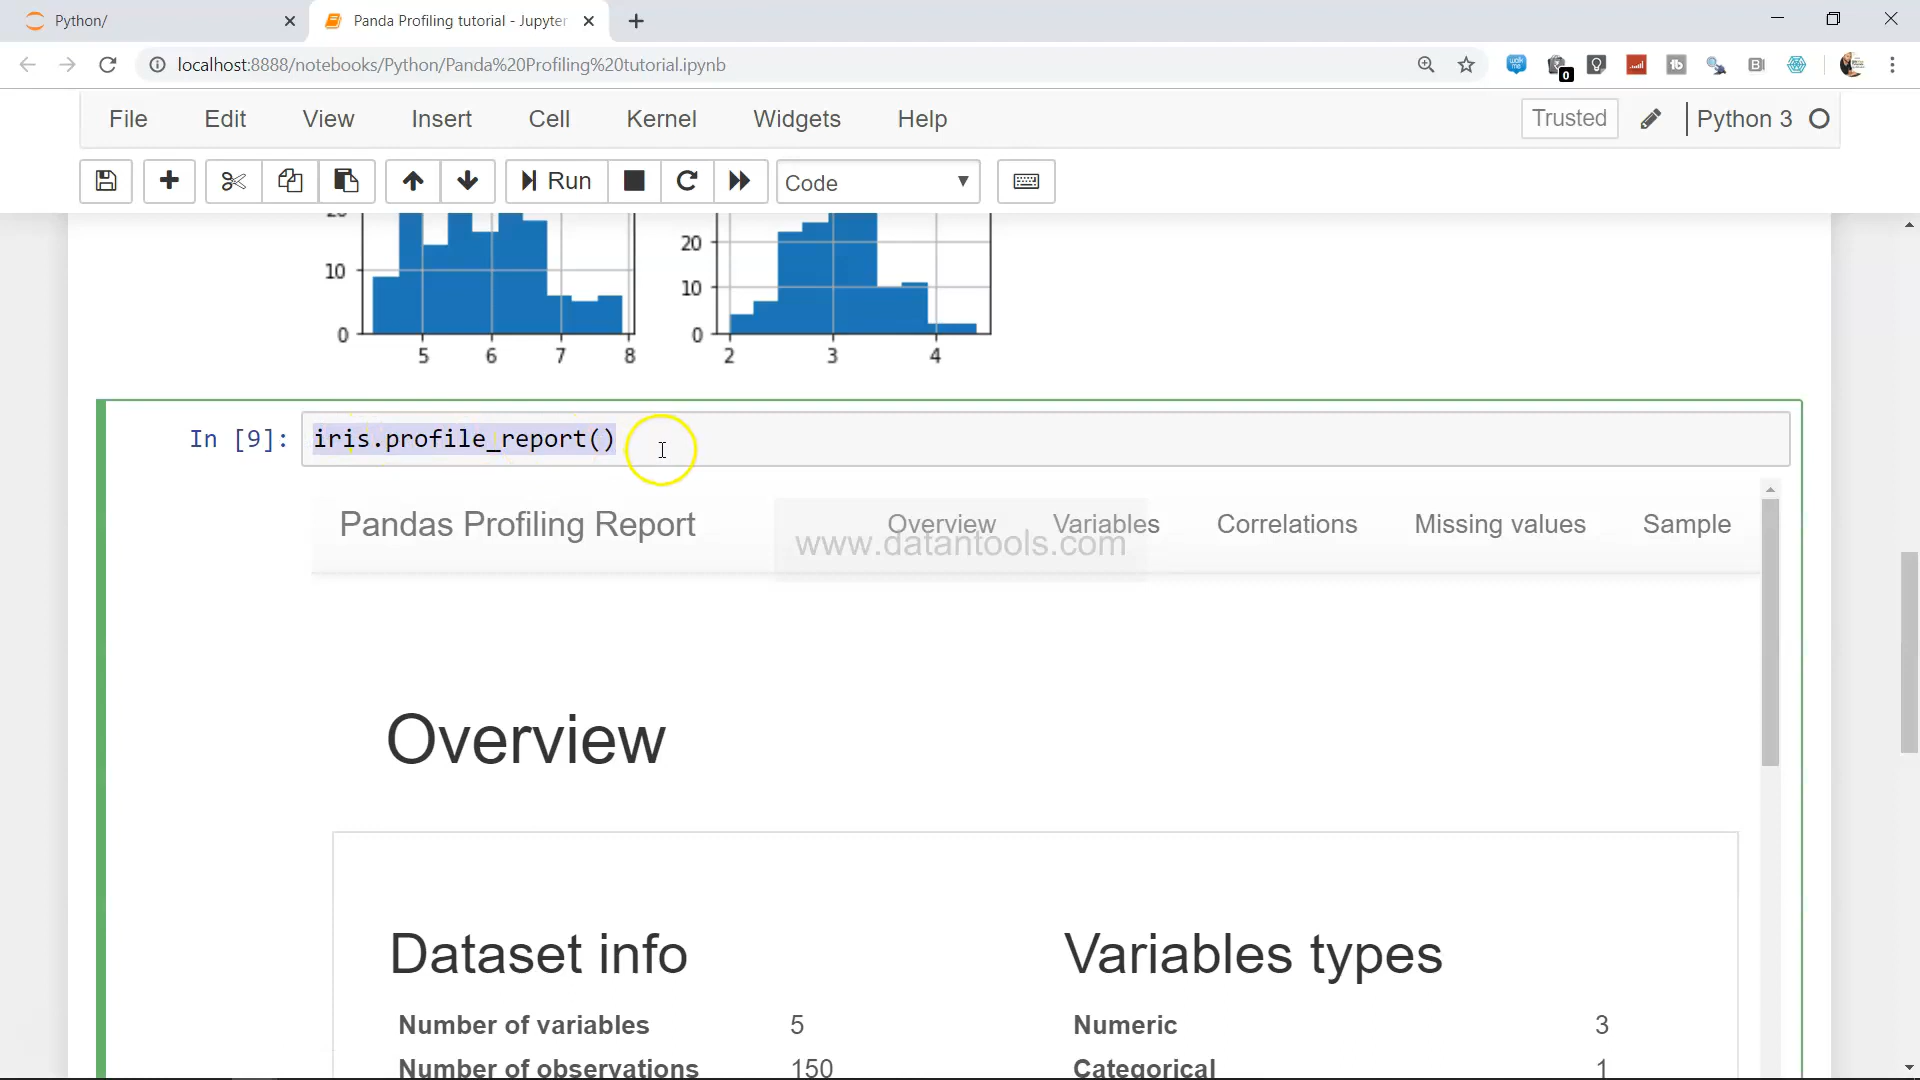 Python/
Panda Profiling tutorial - Jupyter
localhost:8888/notebooks/Python/Panda%20Profiling%20tutorial.ipynb
0
File Edit View Insert Cell Kernel Widgets Help
Trusted
Python 3
Run
Code
10
0
5 6 7 8
20
10
0
2 3 4
In [9]:
iris.profile_report()
Pandas Profiling Report
Overview Variables Correlations Missing values Sample
www.datantools.com
Overview
Dataset info
Variables types
Number of variables 5
Numeric 3
Number of observations 150
Categorical 1